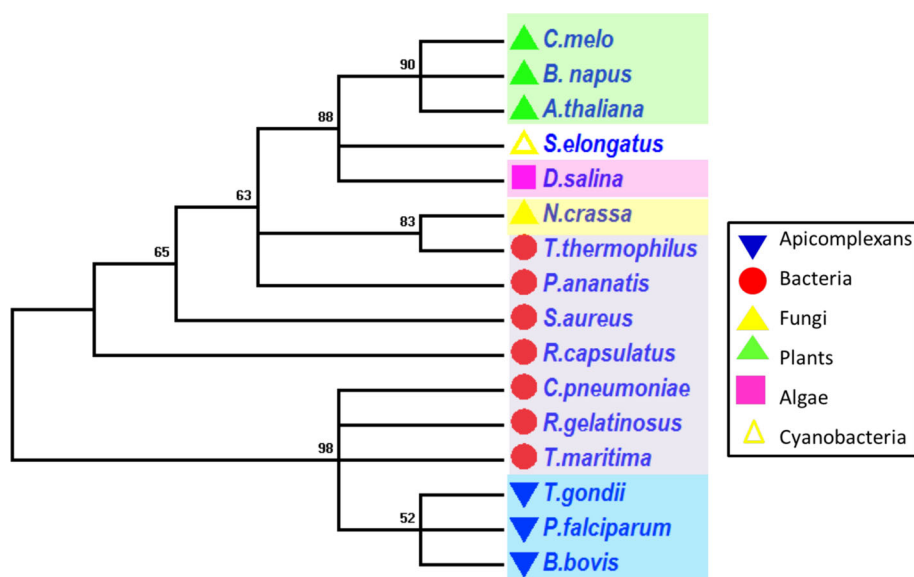 C.melo
B. napus
A.thaliana
S.elongatus
D.salina
N.crassa
T.thermophilus
P.ananatis
S.aureus
R.capsulatus
C.pneumoniae
R.gelatinosus
T.maritima
T.gondii
P.falciparum
B.bovis
90
88
63
83
65
98
52
Apicomplexans
Bacteria
Fungi
Plants
Algae
Cyanobacteria